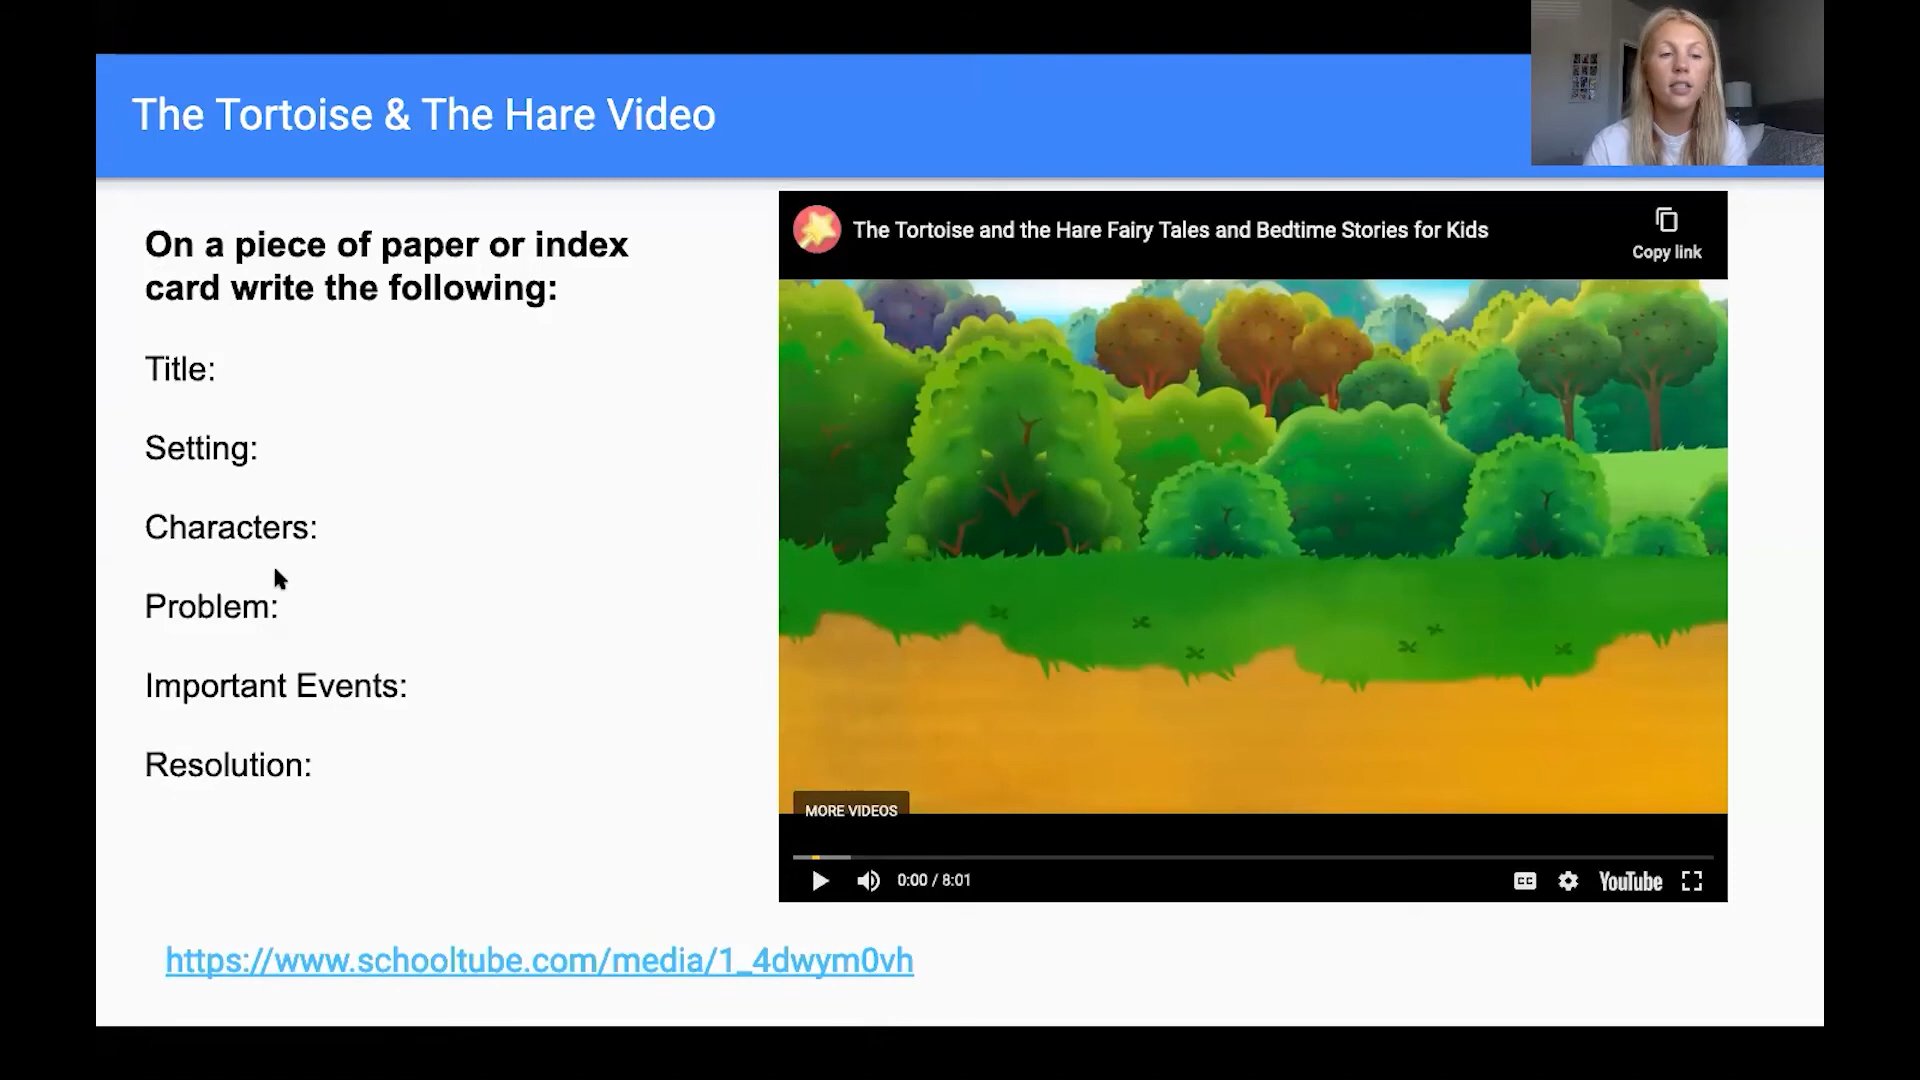 The Tortoise & The Hare Video
On a piece of paper or index
card write the following:
Title:
Setting:
Characters:
Problem:
Important Events:
Resolution:
The Tortoise and the Hare Fairy Tales and Bedtime Stories for Kids
Copy link
MORE VIDEOS
0:00 / 8:01
CC
YouTube
https://www.schooltube.com/media/1_4dwym0vh